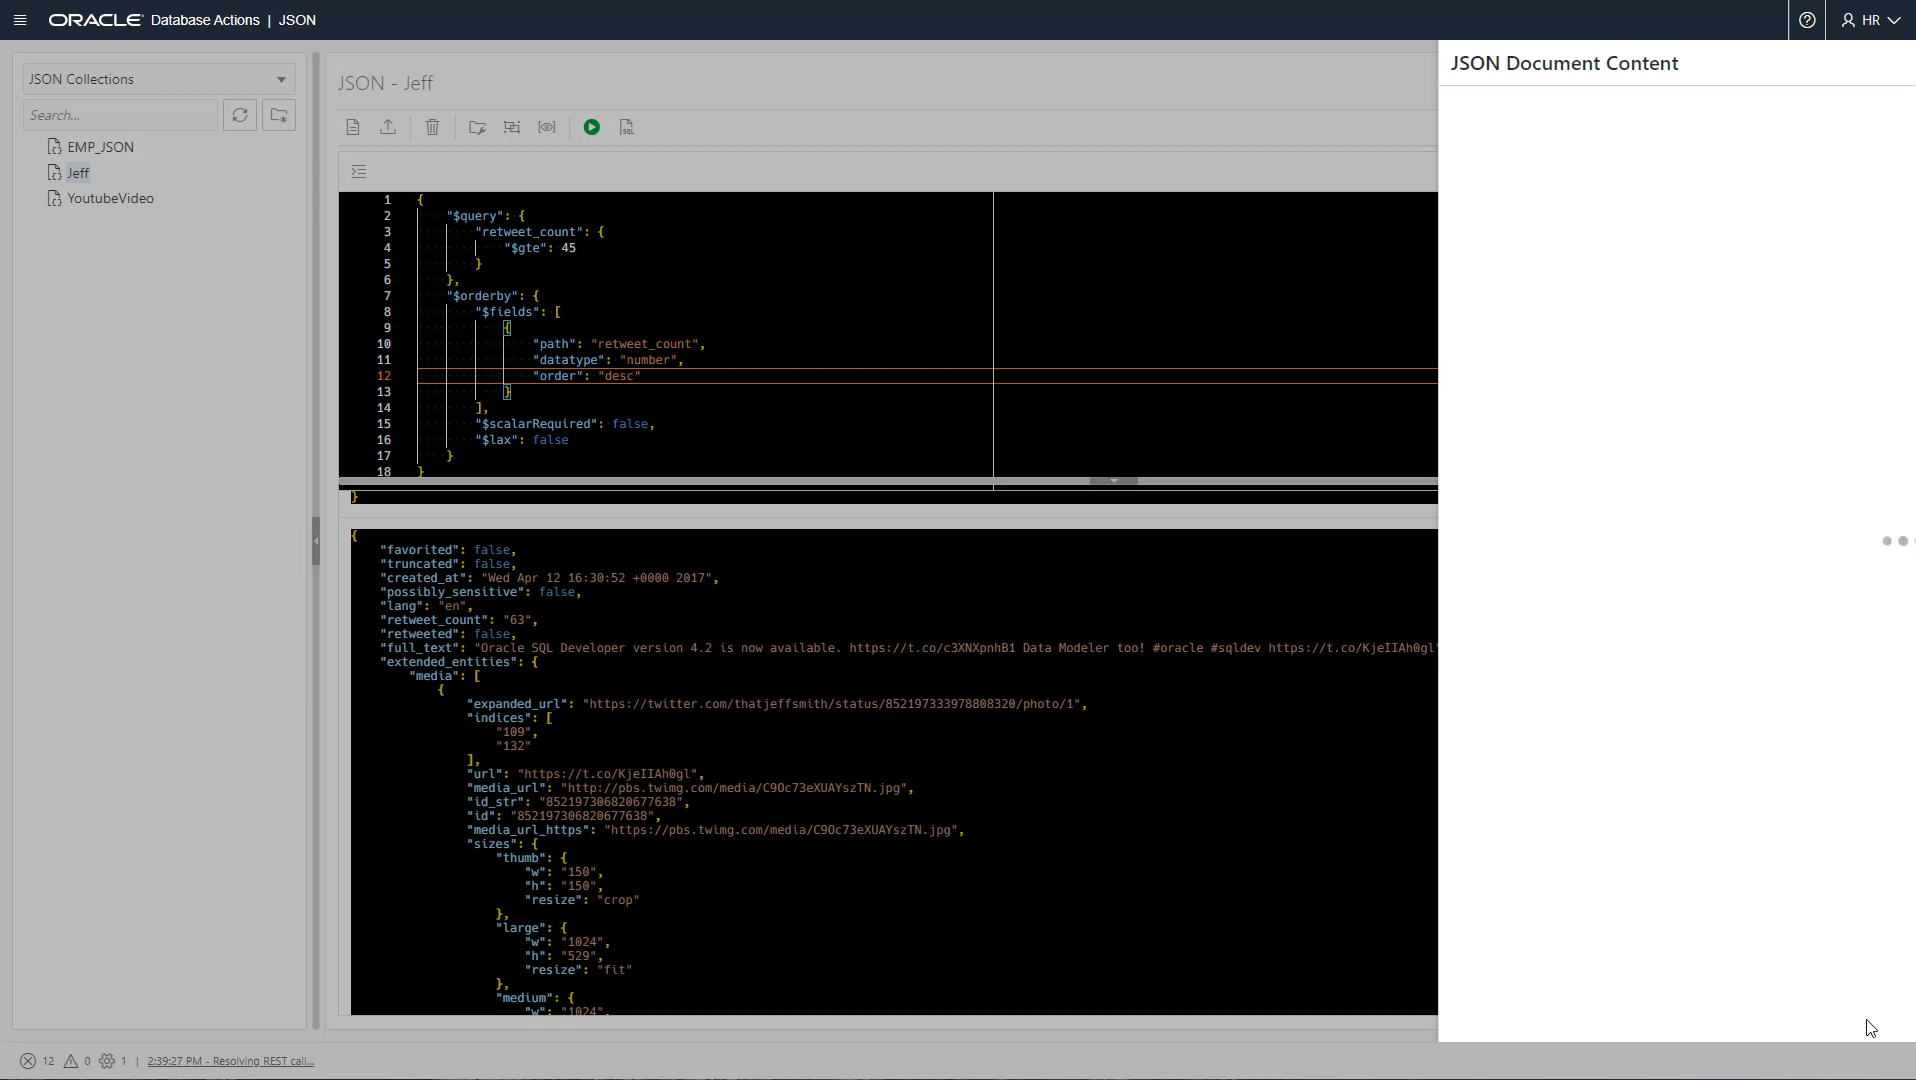 ORACLE Database Actions | JSON
HR
JSON Collections
Search...
EMP_JSON
Jeff
YoutubeVideo
JSON - Jeff
SQL
1 {
2 "$query": {
3 "retweet_count": {
4 "$gte": 45
5 }
6 },
7 "$orderby": {
8 "$fields": [
9 {
10 "path": "retweet_count",
11 "datatype": "number",
12 "order": "desc"
13 }
14 ],
15 "$scalarRequired": false,
16 "$lax": false
17 }
18 }
}
{
"favorited": false,
"truncated": false,
"created_at": "Wed Apr 12 16:30:52 +0000 2017",
"possibly_sensitive": false,
"lang": "en",
"retweet_count": "63",
"retweeted": false,
"full_text": "Oracle SQL Developer version 4.2 is now available. https://t.co/c3XNXpnhB1 Data Modeler too! #oracle #sqldev https://t.co/KjeIIAh0gl"
"extended_entities": {
"media": [
{
"expanded_url": "https://twitter.com/thatjeffsmith/status/852197333978808320/photo/1",
"indices": [
"109",
"132"
],
"url": "https://t.co/KjeIIAh0gl",
"media_url": "http://pbs.twimg.com/media/C9Oc73eXUAYszTN.jpg",
"id_str": "852197306820677638",
"id": "852197306820677638",
"media_url_https": "https://pbs.twimg.com/media/C9Oc73eXUAYszTN.jpg",
"sizes": {
"thumb": {
"w": "150",
"h": "150",
"resize": "crop"
},
"large": {
"w": "1024",
"h": "529",
"resize": "fit"
},
"medium": {
"w": "1024",
JSON Document Content
12 0 1 | 2:39:27 PM - Resolving REST call...